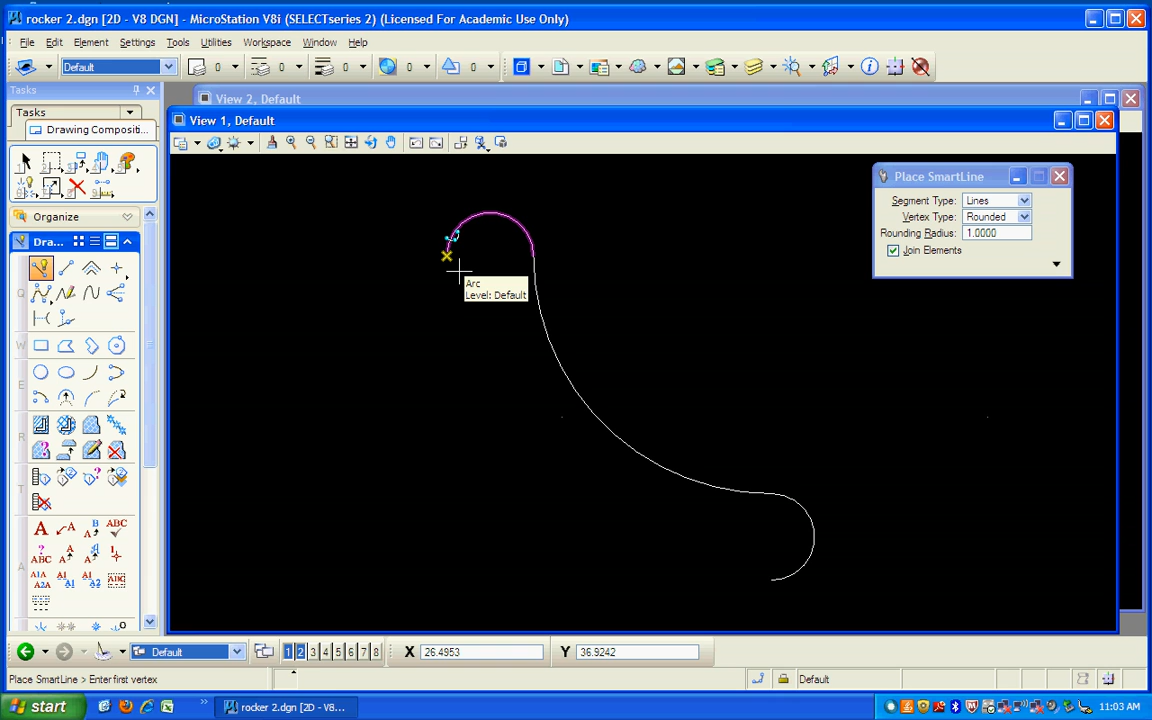 rocker 2.dgn [2D - V8 DGN] - MicroStation V8i (SELECTseries 2) (Licensed For Academic Use Only)
File Edit Element Settings Tools Utilities Workspace Window Help
Default 0 0 0 0 0
Tasks
Tasks
Drawing Compositi...
Organize
Dra...
View 2, Default
View 1, Default
Place SmartLine
Segment Type: Lines
Vertex Type: Rounded
Rounding Radius: 1.0000
Join Elements
Arc
Level: Default
Q
W
E
R
T
A
Default 1 2 3 4 5 6 7 8 X 26.4953 Y 36.9242
Place SmartLine > Enter first vertex
Default
start
rocker 2.dgn [2D - V8...
11:03 AM